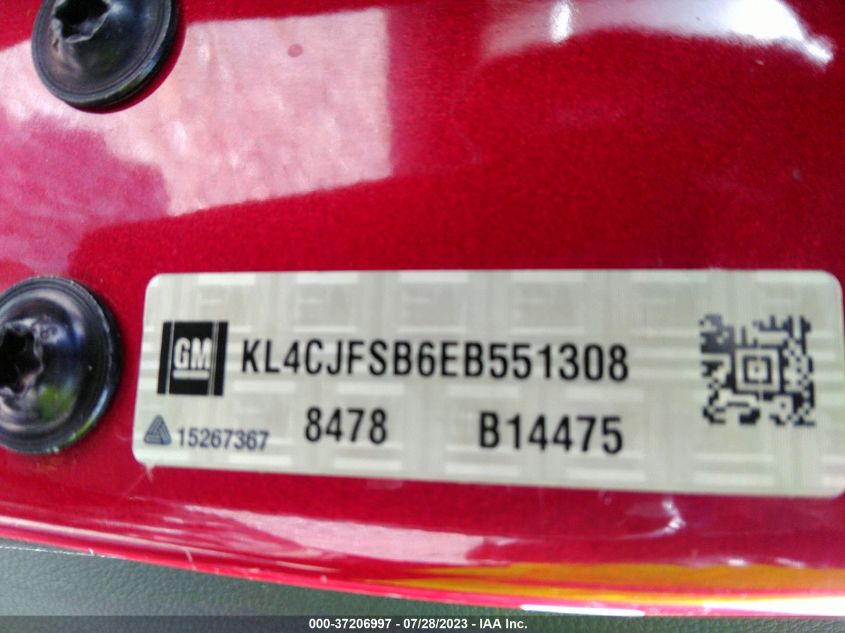 GM KL4CJFSB6EB551308
15267367 8478 B14475
000-37206997 / 07/28/2023 - IAA Inc.